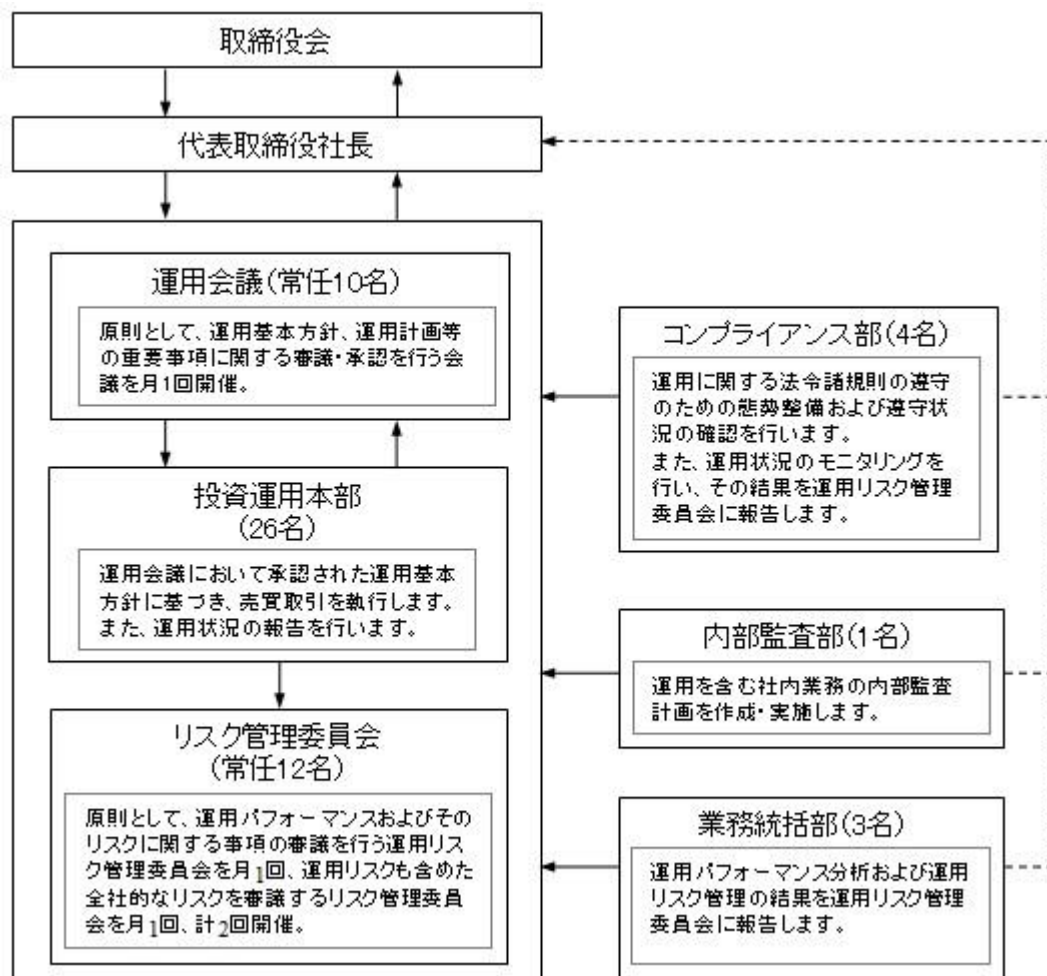 取締役会
代表取締役社長
運用会議(常任10名)
原則として、運用基本方針、運用計画等
の重要事項に関する審議・承認を行う会
議を月1回開催。
投資運用本部
(26名)
運用会議において承認された運用基本
方針に基づき、売買取引を執行します。
また、運用状況の報告を行います。
リスク管理委員会
(常任12名)
原則として、運用パフォーマンスおよびその
リスクに関する事項の審議を行う運用リス
ク管理委員会を月1回、運用リスクも含めた
全社的なリスクを審議するリスク管理委員
会を月1回、計2回開催。
コンプライアンス部(4名)
運用に関する法令諸規則の遵守
のための態勢整備および遵守状
況の確認を行います。
また、運用状況のモニタリングを
行い、その結果を運用リスク管理
委員会に報告します。
内部監査部(1名)
運用を含む社内業務の内部監査
計画を作成・実施します。
業務統括部(3名)
運用パフォーマンス分析および運用
リスク管理の結果を運用リスク管理
委員会に報告します。